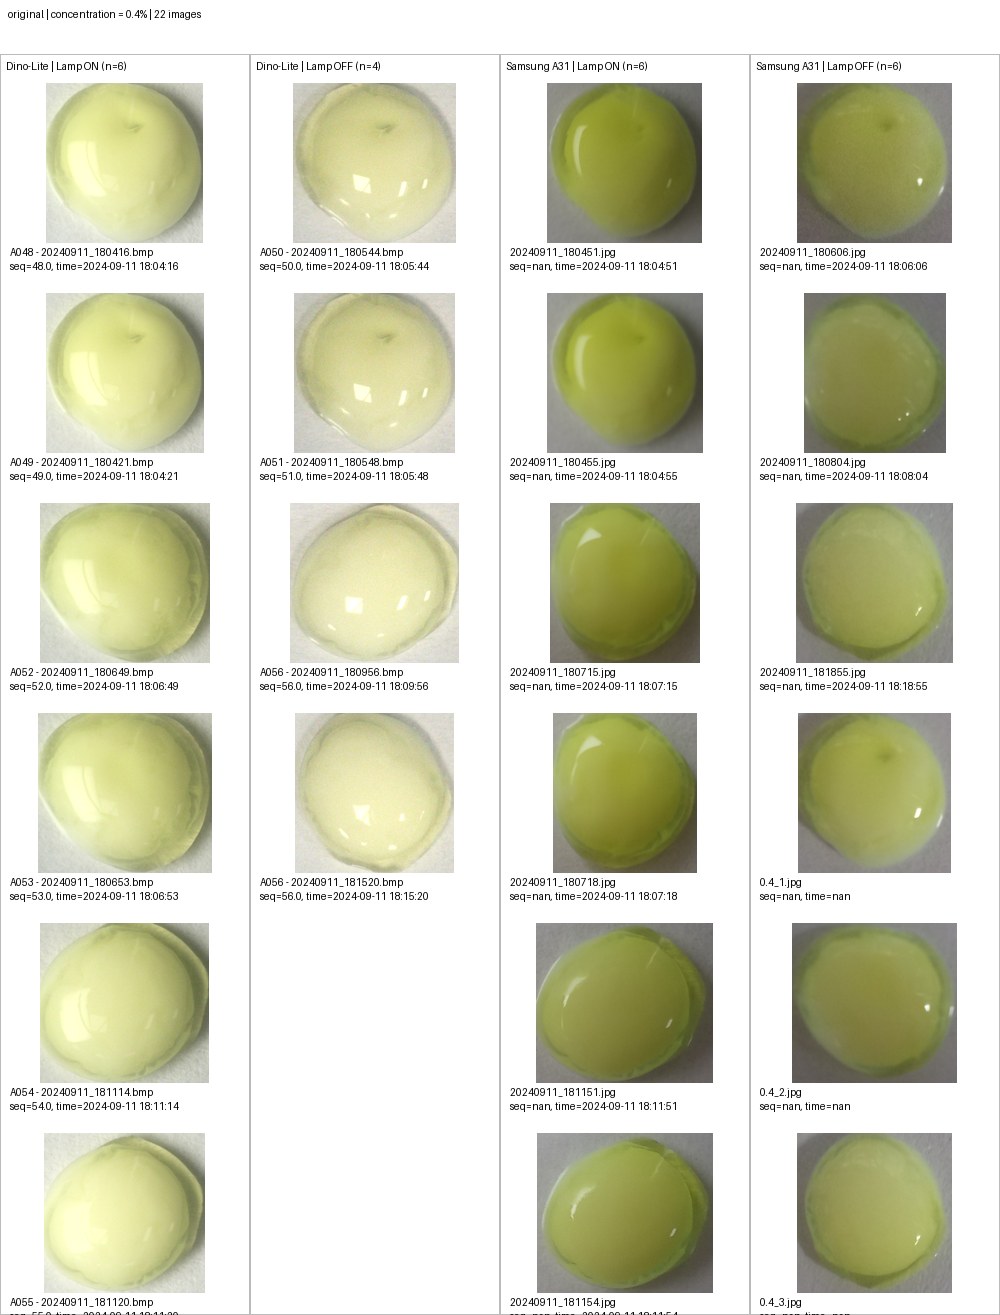 original | concentration = 0.4% | 22 images
Dino-Lite | Lamp ON (n=6)
Dino-Lite | Lamp OFF (n=4)
Samsung A31 | Lamp ON (n=6)
Samsung A31 | Lamp OFF (n=6)
A048 - 20240911_180416.bmp
seq=48.0, time=2024-09-11 18:04:16
A050 - 20240911_180544.bmp
seq=50.0, time=2024-09-11 18:05:44
20240911_180451.jpg
seq=nan, time=2024-09-11 18:04:51
20240911_180606.jpg
seq=nan, time=2024-09-11 18:06:06
A049 - 20240911_180421.bmp
seq=49.0, time=2024-09-11 18:04:21
A051 - 20240911_180548.bmp
seq=51.0, time=2024-09-11 18:05:48
20240911_180455.jpg
seq=nan, time=2024-09-11 18:04:55
20240911_180804.jpg
seq=nan, time=2024-09-11 18:08:04
A052 - 20240911_180649.bmp
seq=52.0, time=2024-09-11 18:06:49
A056 - 20240911_180956.bmp
seq=56.0, time=2024-09-11 18:09:56
20240911_180715.jpg
seq=nan, time=2024-09-11 18:07:15
20240911_181855.jpg
seq=nan, time=2024-09-11 18:18:55
A053 - 20240911_180653.bmp
seq=53.0, time=2024-09-11 18:06:53
A056 - 20240911_181520.bmp
seq=56.0, time=2024-09-11 18:15:20
20240911_180718.jpg
seq=nan, time=2024-09-11 18:07:18
0.4_1.jpg
seq=nan, time=nan
A054 - 20240911_181114.bmp
seq=54.0, time=2024-09-11 18:11:14
20240911_181151.jpg
seq=nan, time=2024-09-11 18:11:51
0.4_2.jpg
seq=nan, time=nan
A055 - 20240911_181120.bmp
20240911_181154.jpg
0.4_3.jpg